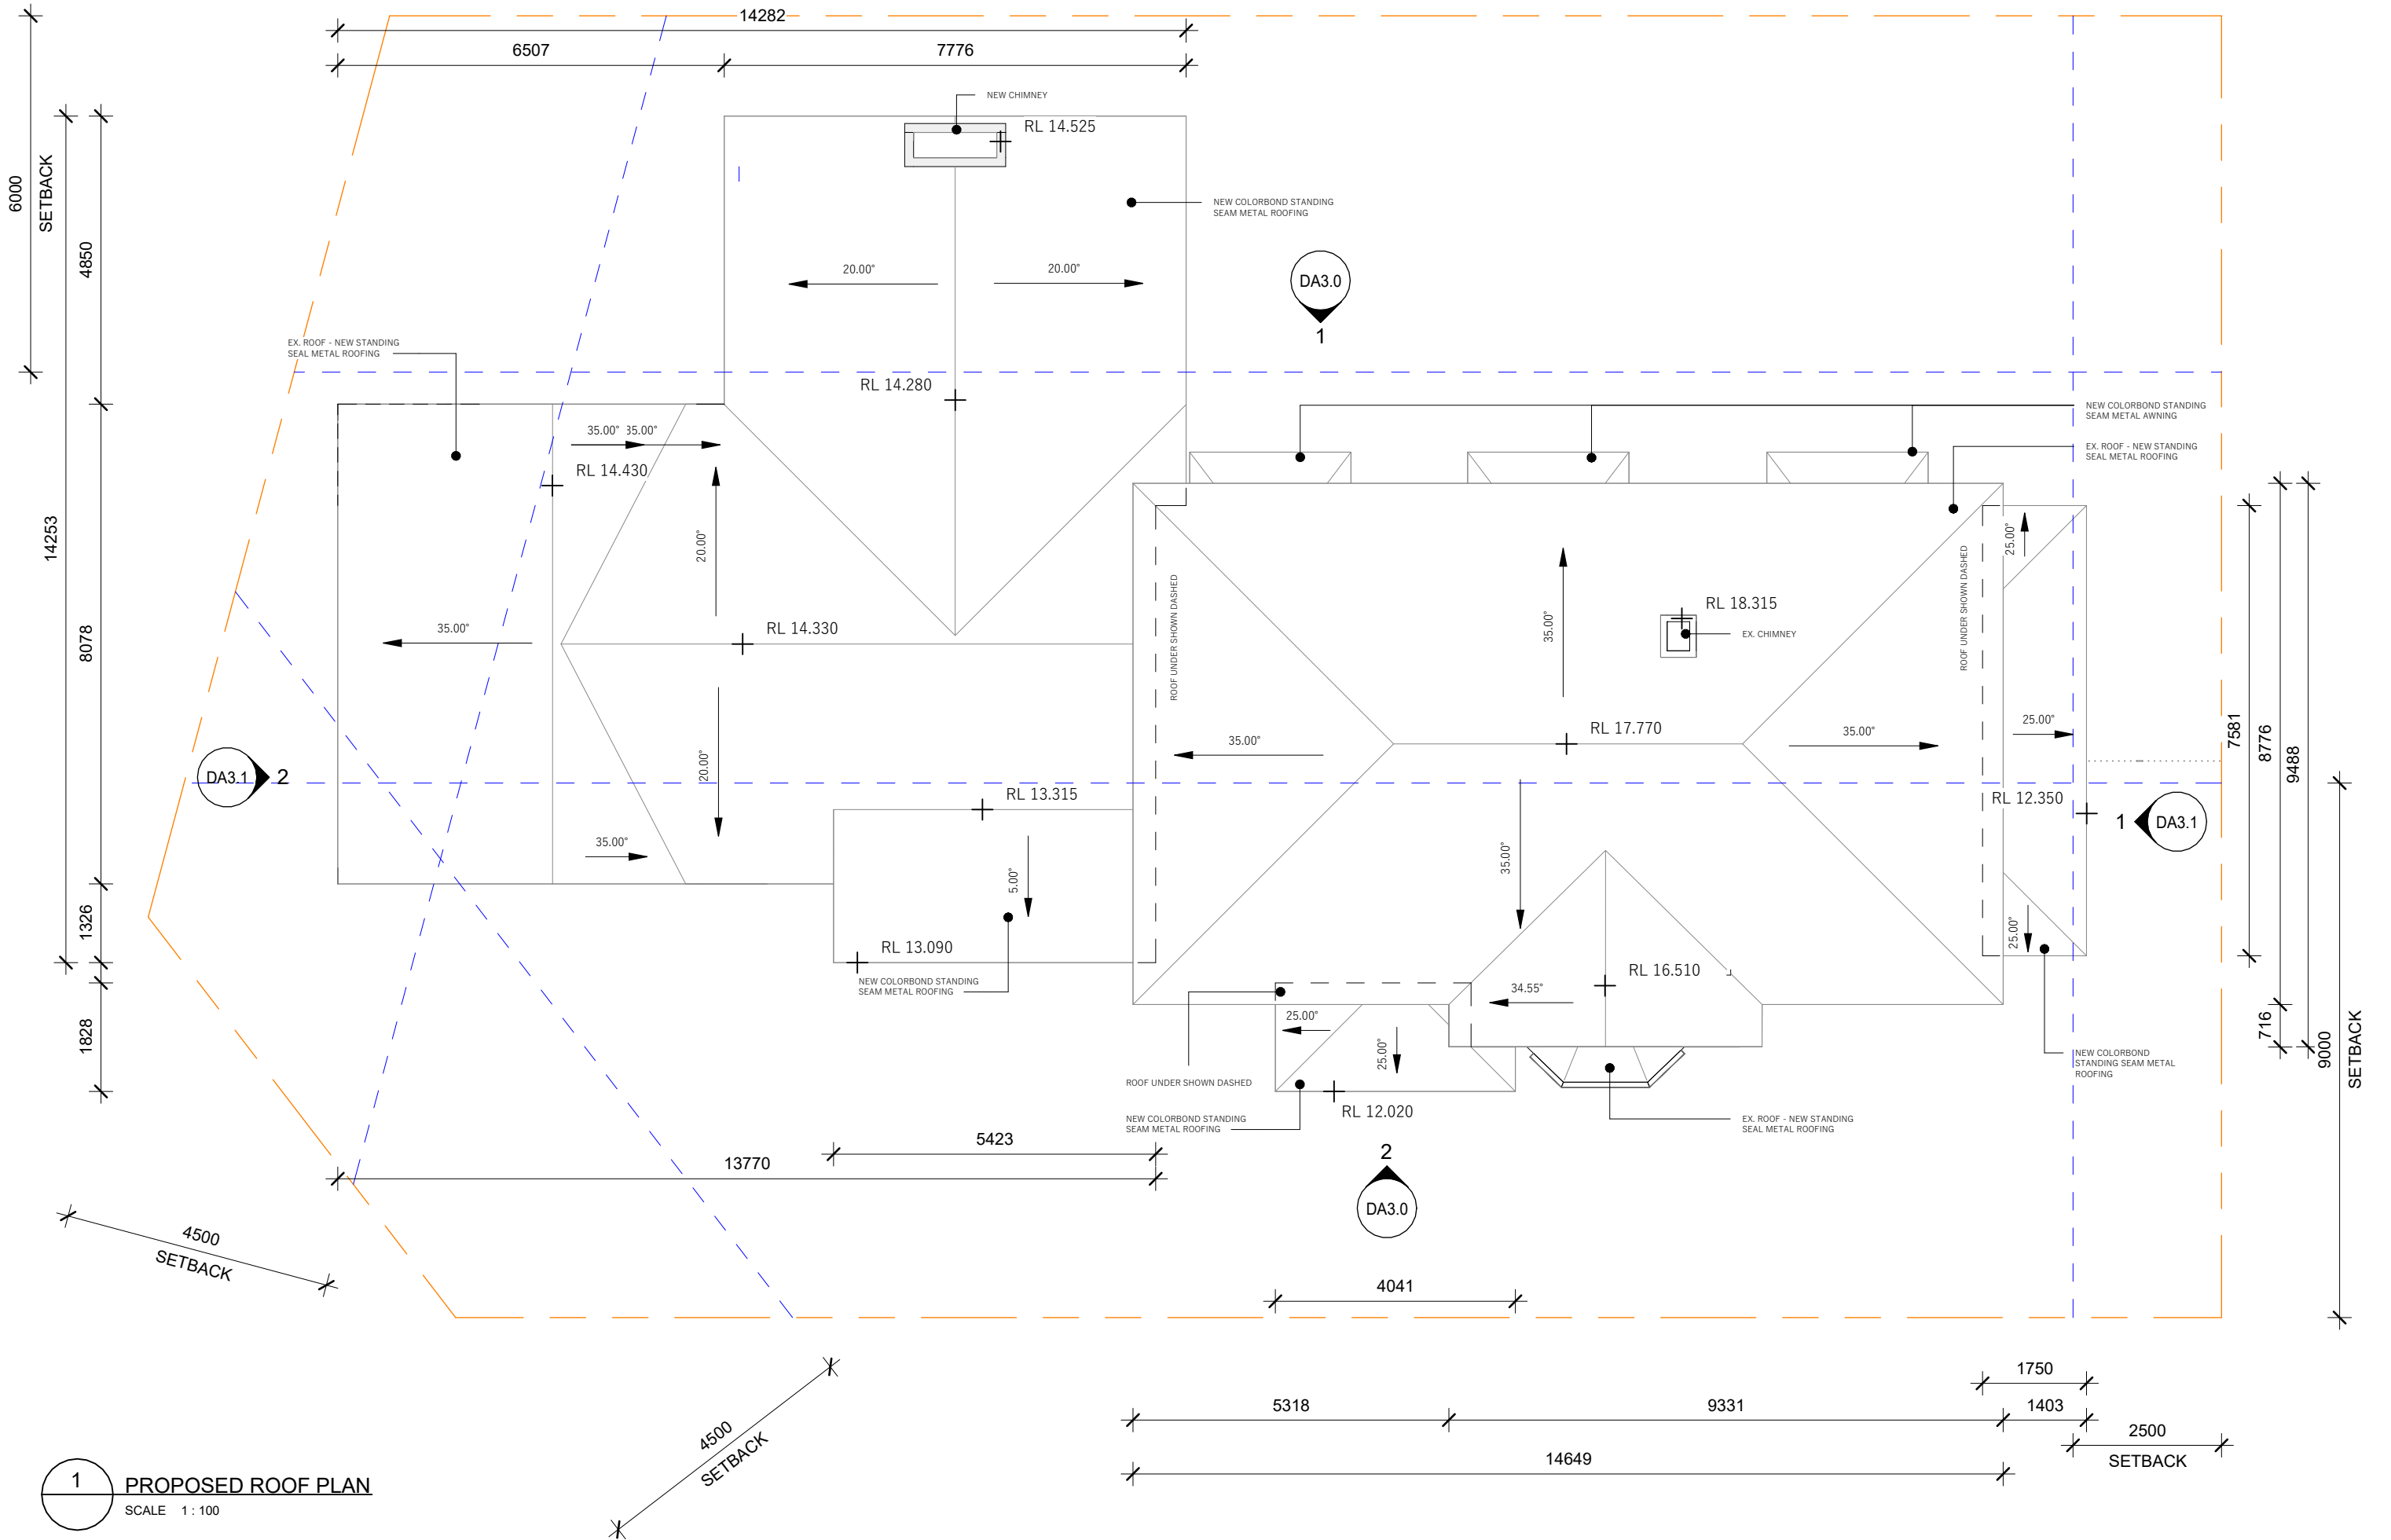 14282
6507
7776
6000
SETBACK
NEW CHIMNEY
RL 14.525
NEW COLORBOND STANDING
SEAM METAL ROOFING
4850
20.00°
20.00°
DA3.0
1
EX. ROOF - NEW STANDING
SEAL METAL ROOFING
RL 14.280
NEW COLORBOND STANDING
SEAM METAL AWNING
35.00°
35.00°
EX. ROOF - NEW STANDING
SEAL METAL ROOFING
RL 14.430
14253
20.00°
25.00°
ROOF UNDER SHOWN DASHED
ROOF UNDER SHOWN DASHED
8078
35.00°
RL 14.330
35.00°
RL 18.315
EX. CHIMNEY
RL 17.770
35.00°
35.00°
25.00°
7581
8776
9488
DA3.1
2
20.00°
RL 13.315
RL 12.350
1
DA3.1
35.00°
5.00°
35.00°
1326
RL 13.090
NEW COLORBOND STANDING
SEAM METAL ROOFING
RL 16.510
34.55°
25.00°
25.00°
25.00°
1828
716
9000
SETBACK
NEW COLORBOND
STANDING SEAM METAL
ROOFING
ROOF UNDER SHOWN DASHED
NEW COLORBOND STANDING
SEAM METAL ROOFING
RL 12.020
EX. ROOF - NEW STANDING
SEAL METAL ROOFING
5423
13770
2
DA3.0
4500
SETBACK
4041
1750
5318
9331
1403
4500
SETBACK
2500
SETBACK
14649
1
PROPOSED ROOF PLAN
SCALE 1 : 100